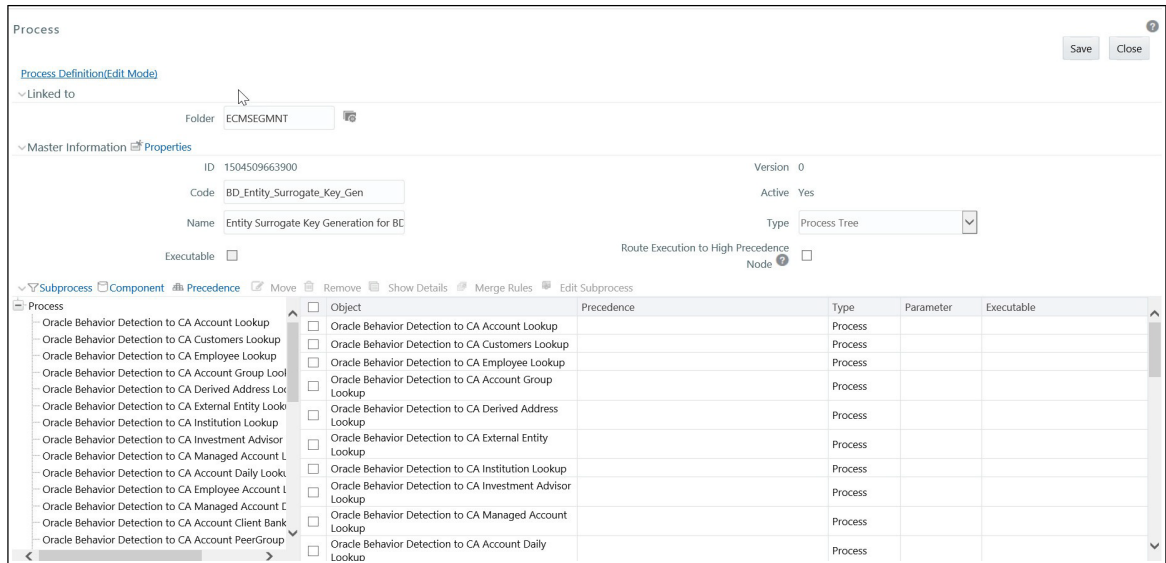 Process
Save Close
Process Definition(Edit Mode)
Linked to
Folder ECMSEGMNT
Master Information Properties
ID 1504509663900 Version 0
Code BD_Entity_Surrogate_Key_Gen Active Yes
Name Entity Surrogate Key Generation for BD Type Process Tree
Executable Route Execution to High Precedence
Node
Subprocess Component Precedence Move Remove Show Details Merge Rules Edit Subprocess
Process
Oracle Behavior Detection to CA Account Lookup
Oracle Behavior Detection to CA Customers Lookup
Oracle Behavior Detection to CA Employee Lookup
Oracle Behavior Detection to CA Account Group Lool
Oracle Behavior Detection to CA Derived Address Loc
Oracle Behavior Detection to CA External Entity Looku
Oracle Behavior Detection to CA Institution Lookup
Oracle Behavior Detection to CA Investment Advisor
Oracle Behavior Detection to CA Managed Account L
Oracle Behavior Detection to CA Account Daily Looku
Oracle Behavior Detection to CA Employee Account L
Oracle Behavior Detection to CA Managed Account D
Oracle Behavior Detection to CA Account Client Bank
Oracle Behavior Detection to CA Account PeerGroup
Object Precedence Type Parameter Executable
Oracle Behavior Detection to CA Account Lookup Process
Oracle Behavior Detection to CA Customers Lookup Process
Oracle Behavior Detection to CA Employee Lookup Process
Oracle Behavior Detection to CA Account Group
Lookup Process
Oracle Behavior Detection to CA Derived Address
Lookup Process
Oracle Behavior Detection to CA External Entity
Lookup Process
Oracle Behavior Detection to CA Institution Lookup Process
Oracle Behavior Detection to CA Investment Advisor
Lookup Process
Oracle Behavior Detection to CA Managed Account
Lookup Process
Oracle Behavior Detection to CA Account Daily
Lookup Process